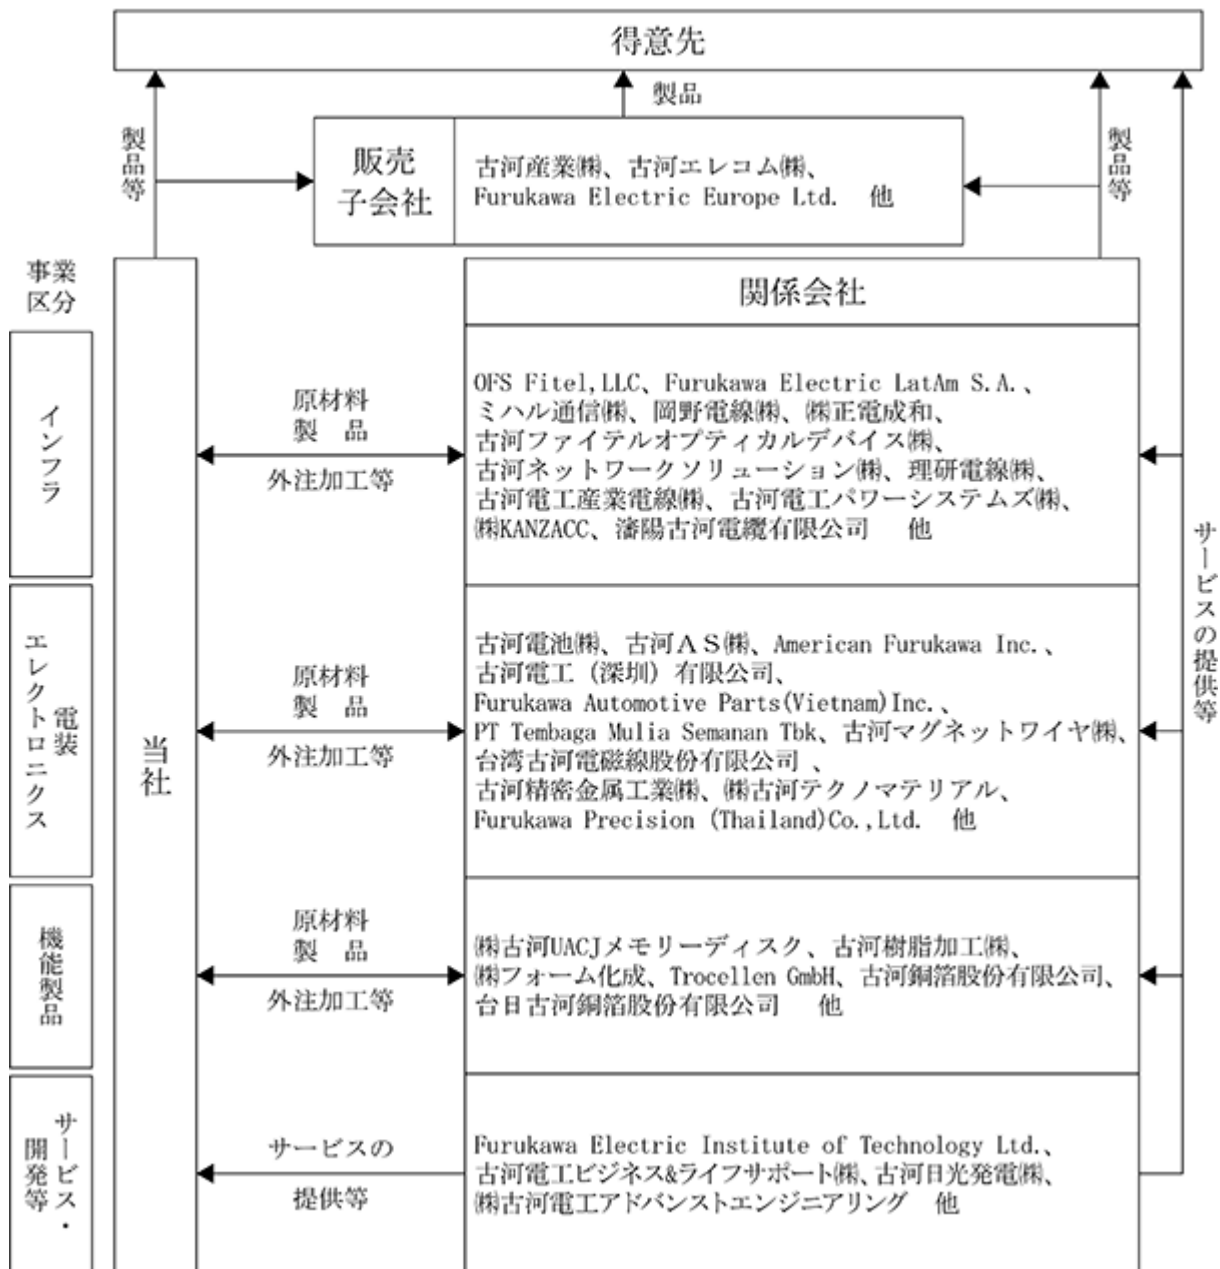 得意先
製品
製品等
販売
子会社
古河産業㈱、古河エレコム㈱、
Furukawa Electric Europe Ltd. 他
製品等
事業
区分
当社
関係会社
インフラ
原材料
製 品
外注加工等
OFS Fitel,LLC、Furukawa Electric LatAm S.A.、
ミハル通信㈱、岡野電線㈱、㈱正電成和、
古河ファイテルオプティカルデバイス㈱、
古河ネットワークソリューション㈱、理研電線㈱、
古河電工産業電線㈱、古河電工パワーシステムズ㈱、
㈱KANZACC、瀋陽古河電纜有限公司 他
サービスの提供等
電装
エレクトロニクス
原材料
製 品
外注加工等
古河電池㈱、古河AS㈱、American Furukawa Inc.、
古河電工(深圳)有限公司、
Furukawa Automotive Parts(Vietnam)Inc.、
PT Tembaga Mulia Semanan Tbk、古河マグネットワイヤ㈱、
台湾古河電磁線股份有限公司 、
古河精密金属工業㈱、㈱古河テクノマテリアル、
Furukawa Precision (Thailand)Co.,Ltd. 他
機能製品
原材料
製 品
外注加工等
㈱古河UACJメモリーディスク、古河樹脂加工㈱、
㈱フォーム化成、Trocellen GmbH、古河銅箔股份有限公司、
台日古河銅箔股份有限公司 他
サービス・
開発等
サービスの
提供等
Furukawa Electric Institute of Technology Ltd.、
古河電工ビジネス&ライフサポート㈱、古河日光発電㈱、
㈱古河電工アドバンストエンジニアリング 他